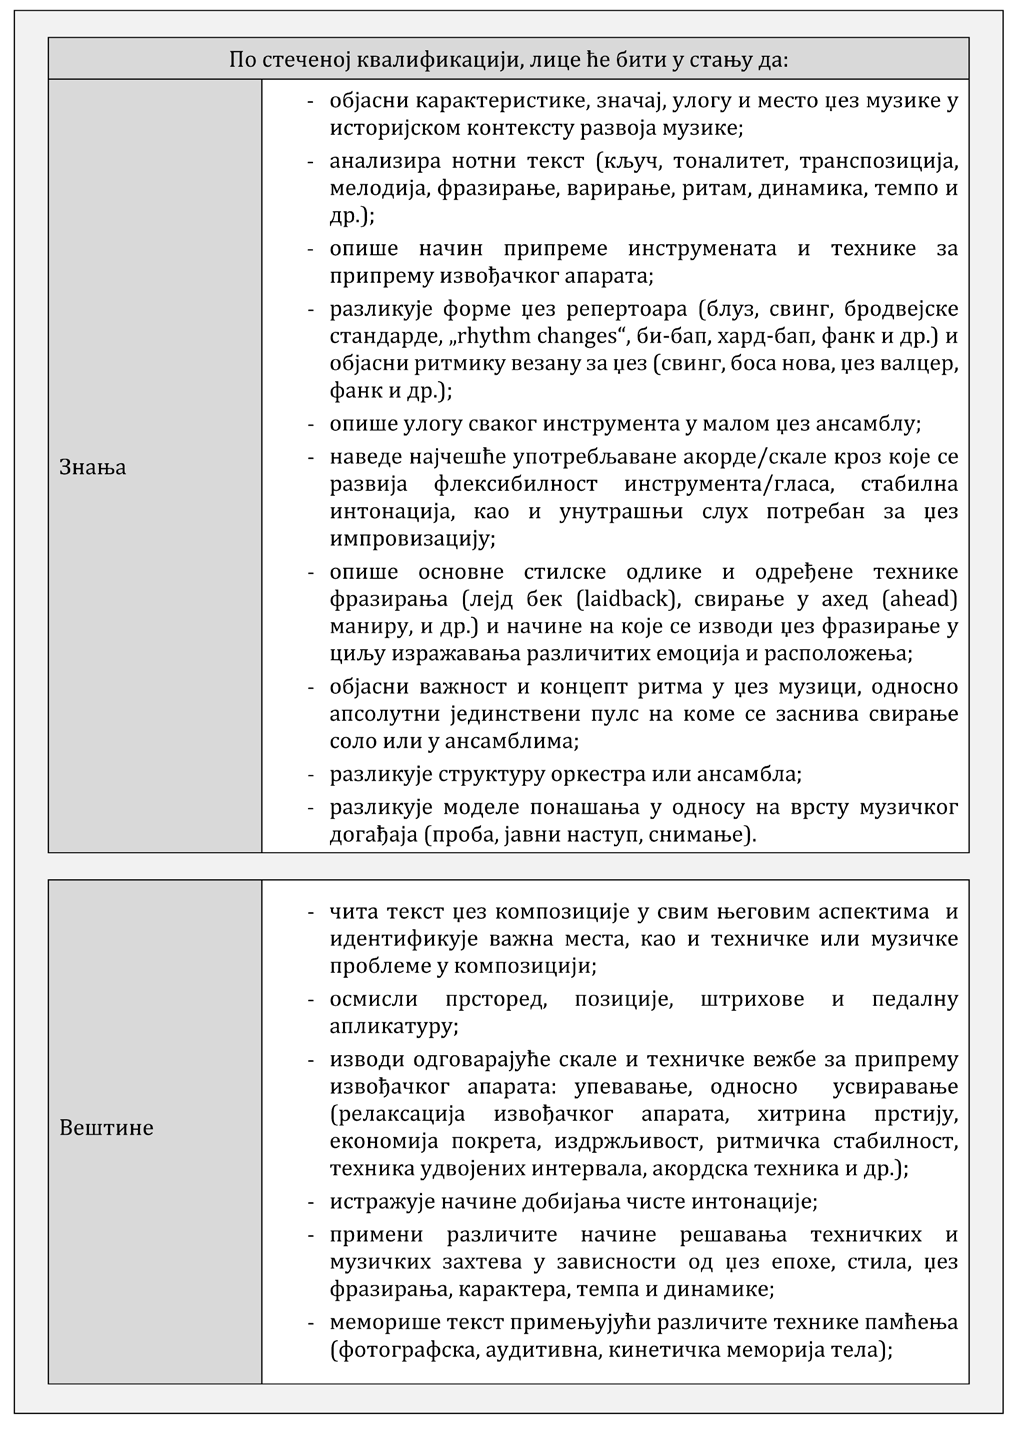 По стеченој квалификацији, лице ће бити у стању да:
Знања
- објасни карактеристике, значај, улогу и место џез музике у
историјском контексту развоја музике;
- анализира нотни текст (кључ, тоналитет, транспозиција,
мелодија, фразирање, варирање, ритам, динамика, темпо и
др.);
- опише начин припреме инструмената и технике за
припрему извођачког апарата;
- разликује форме џез репертоара (блуз, свинг, бродвејске
стандарде, „rhythm changes“, би-бап, хард-бап, фанк и др.) и
објасни ритмику везану за џез (свинг, боса нова, џез валцер,
фанк и др.);
- опише улогу сваког инструмента у малом џез ансамблу;
- наведе најчешће употребљаване акорде/скале кроз које се
развија флексибилност инструмента/гласа, стабилна
интонација, као и унутрашњи слух потребан за џез
импровизацију;
- опише основне стилске одлике и одређене технике
фразирања (лејд бек (laidback), свирање у ахед (ahead)
маниру, и др.) и начине на које се изводи џез фразирање у
циљу изражавања различитих емоција и расположења;
- објасни важност и концепт ритма у џез музици, односно
апсолутни јединствени пулс на коме се заснива свирање
соло или у ансамблима;
- разликује структуру оркестра или ансамбла;
- разликује моделе понашања у односу на врсту музичког
догађаја (проба, јавни наступ, снимање).
Вештине
- чита текст џез композиције у свим његовим аспектима и
идентификује важна места, као и техничке или музичке
проблеме у композицији;
- осмисли прсторед, позиције, штрихове и педалну
апликатуру;
- изводи одговарајуће скале и техничке вежбе за припрему
извођачког апарата: упевавање, односно усвиравање
(релаксација извођачког апарата, хитрина прстију,
економија покрета, издржљивост, ритмичка стабилност,
техника удвојених интервала, акордска техника и др.);
- истражује начине добијања чисте интонације;
- примени различите начине решавања техничких и
музичких захтева у зависности од џез епохе, стила, џез
фразирања, карактера, темпа и динамике;
- меморише текст примењујући различите технике памћења
(фотографска, аудитивна, кинетичка меморија тела);